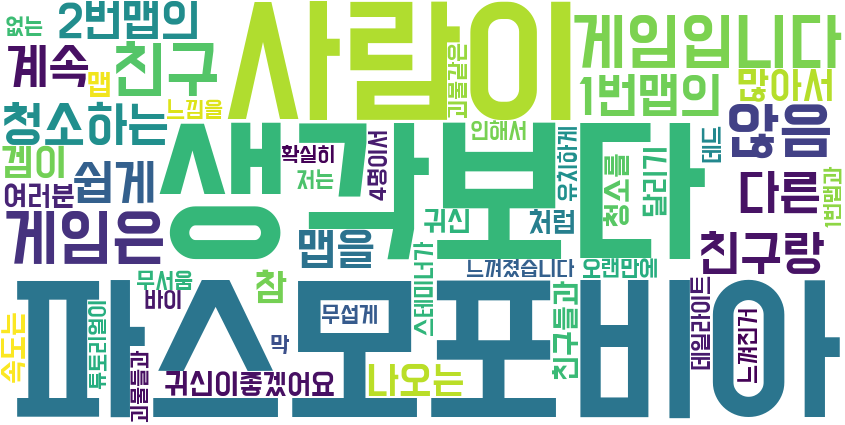 없는
2번맵인
사람이
게임입니다
계속
맵
친구
괴물같은
1번맵인
많아서
느낌을
청소하는
생각보다
인해서
유치하게
데드
않음
겜이
쉽게
확실히
저는
4명이서
청소를
달리기
여러분
다른
1번맵과
게임은
맵을
귀신
처럼
친구랑
무서움
참
스테미너가
느껴졌습니다
오랜만에
바이
파스모포비아
속도는
튜토리얼이
무섭게
막
친구들과
데일라이트
느껴진거
괴물들과
귀신이좋겠어요
나오는